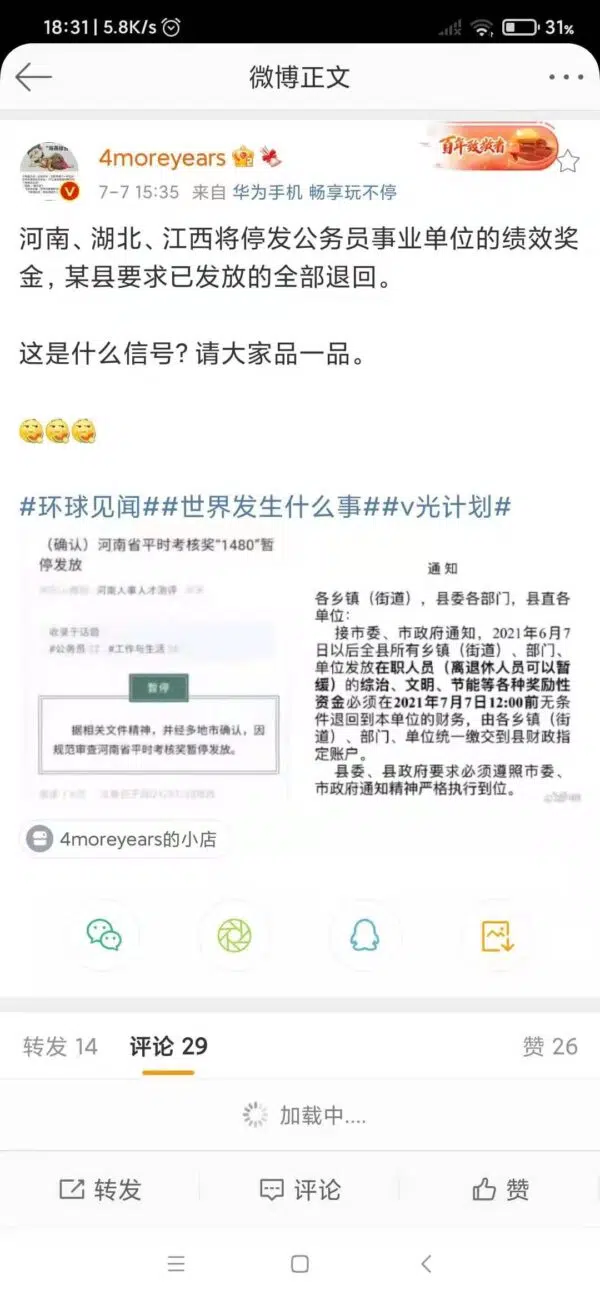 18:31 | 5.8K/s
31%
微博正文
4moreyears
百年致敬者
7-7 15:35 来自 华为手机 畅享玩不停
河南、湖北、江西将停发公务员事业单位的绩效奖
金，某县要求已发放的全部退回。
这是什么信号？请大家品一品。
#环球见闻##世界发生什么事##v光计划#
（确认）河南省平时考核奖"1480"暂
停发放
河南人事人才测评
收录于话题
#公务员
#工作与生活
暂停
据相关文件精神，并经多地市确认，因
规范审查河南省平时考核奖暂停发放。
通 知
各乡镇（街道），县委各部门，县直各
单位：
接市委、市政府通知，2021年6月7
日以后全县所有乡镇（街道）、部门、
单位发放在职人员（离退休人员可以暂
缓）的综治、文明、节能等各种奖励性
资金必须在2021年7月7日12:00前无条
件退回到本单位的财务，由各乡镇（街
道）、部门、单位统一缴交到县财政指
定账户。
县委、县政府要求必须遵照市委、
市政府通知精神严格执行到位。
4moreyears的小店
转发 14
评论 29
赞 26
加载中....
转发
评论
赞